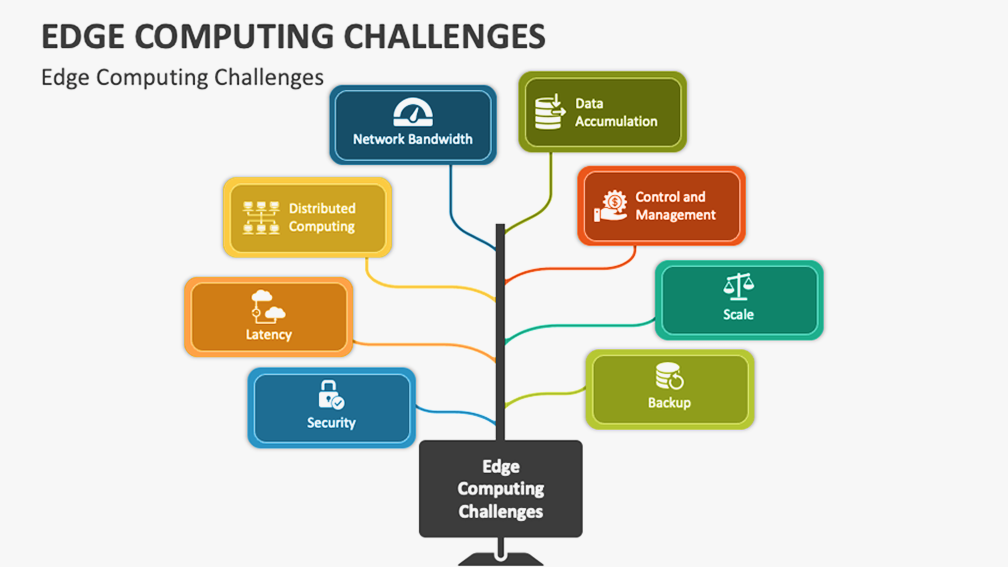 EDGE COMPUTING CHALLENGES
Edge Computing Challenges
Network Bandwidth
Data
Accumulation
Distributed
Computing
Control and
Management
Latency
Scale
Security
Backup
Edge
Computing
Challenges